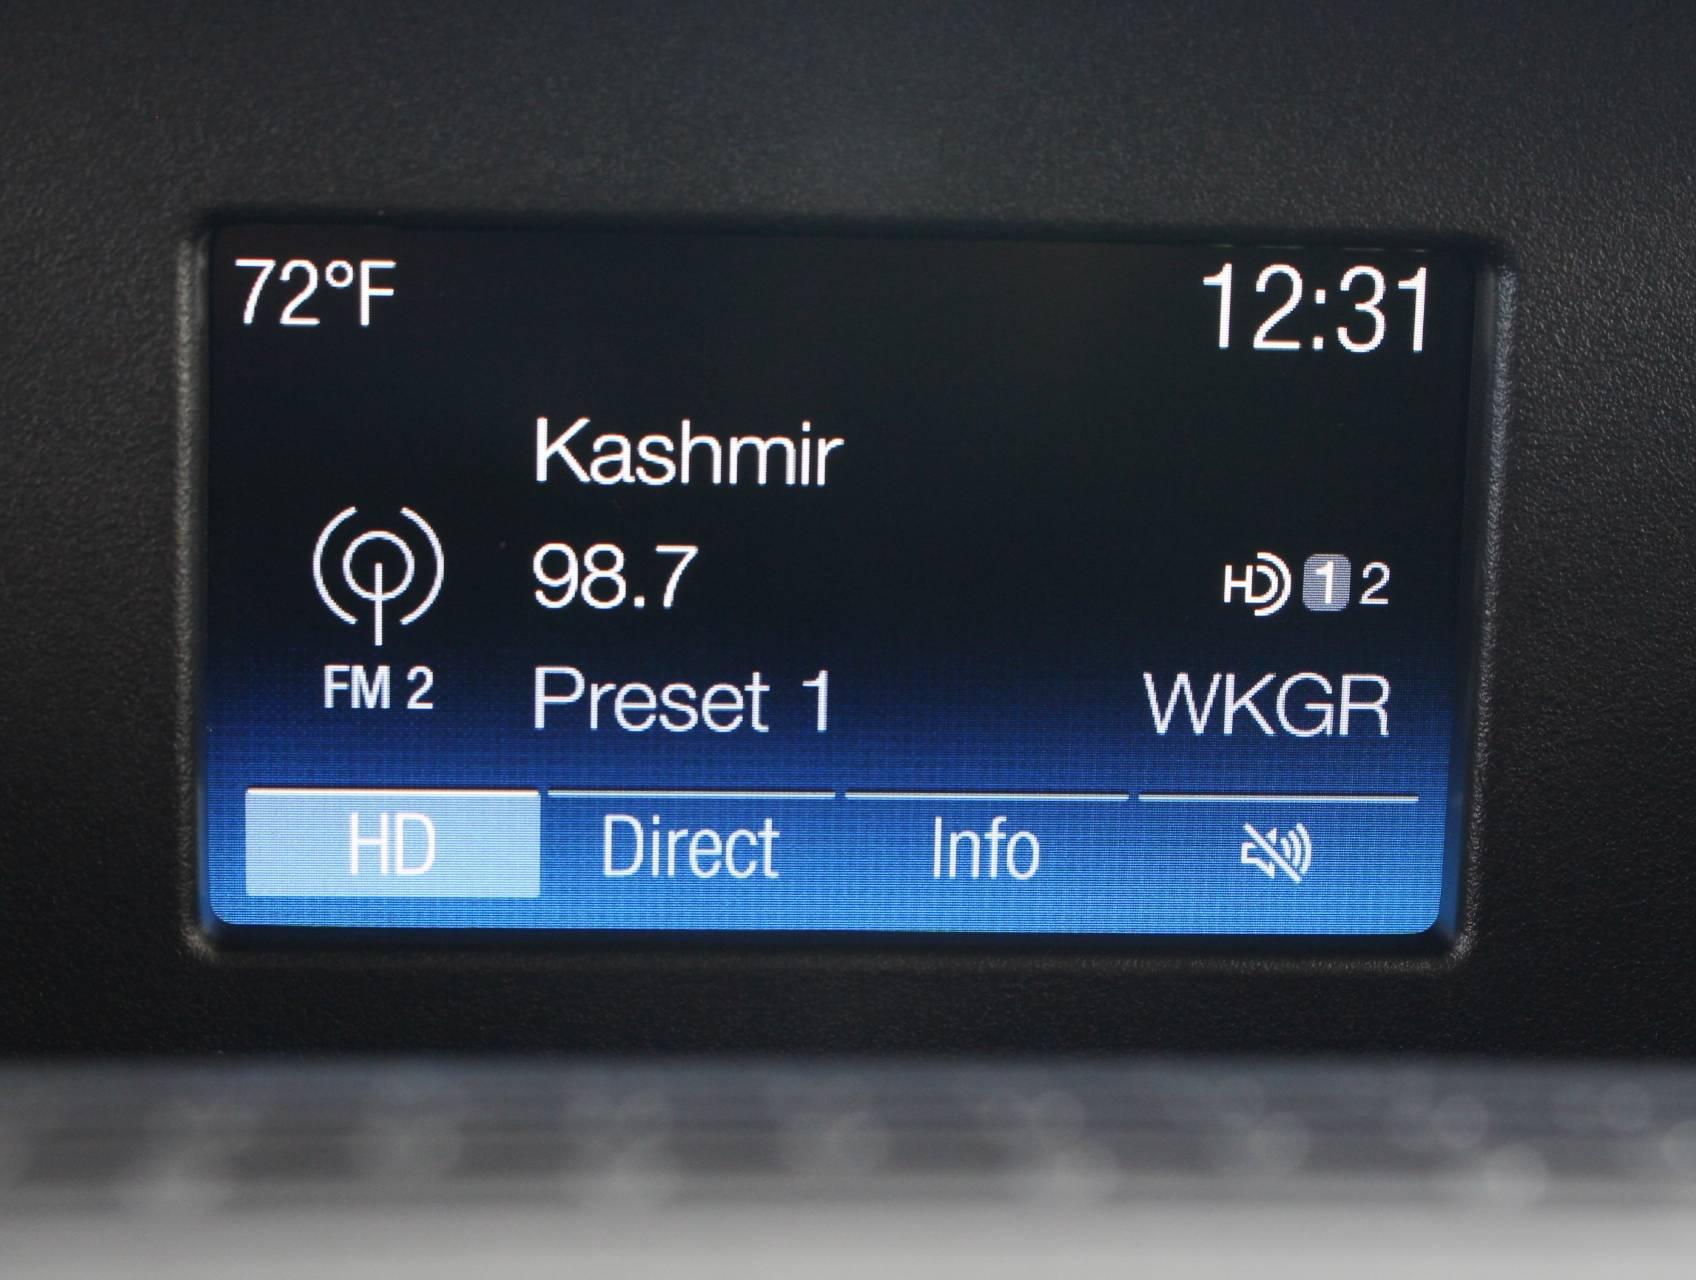 72°F 12:31
Kashmir
98.7 HD 1 2
FM 2 Preset 1 WKGR
HD Direct Info